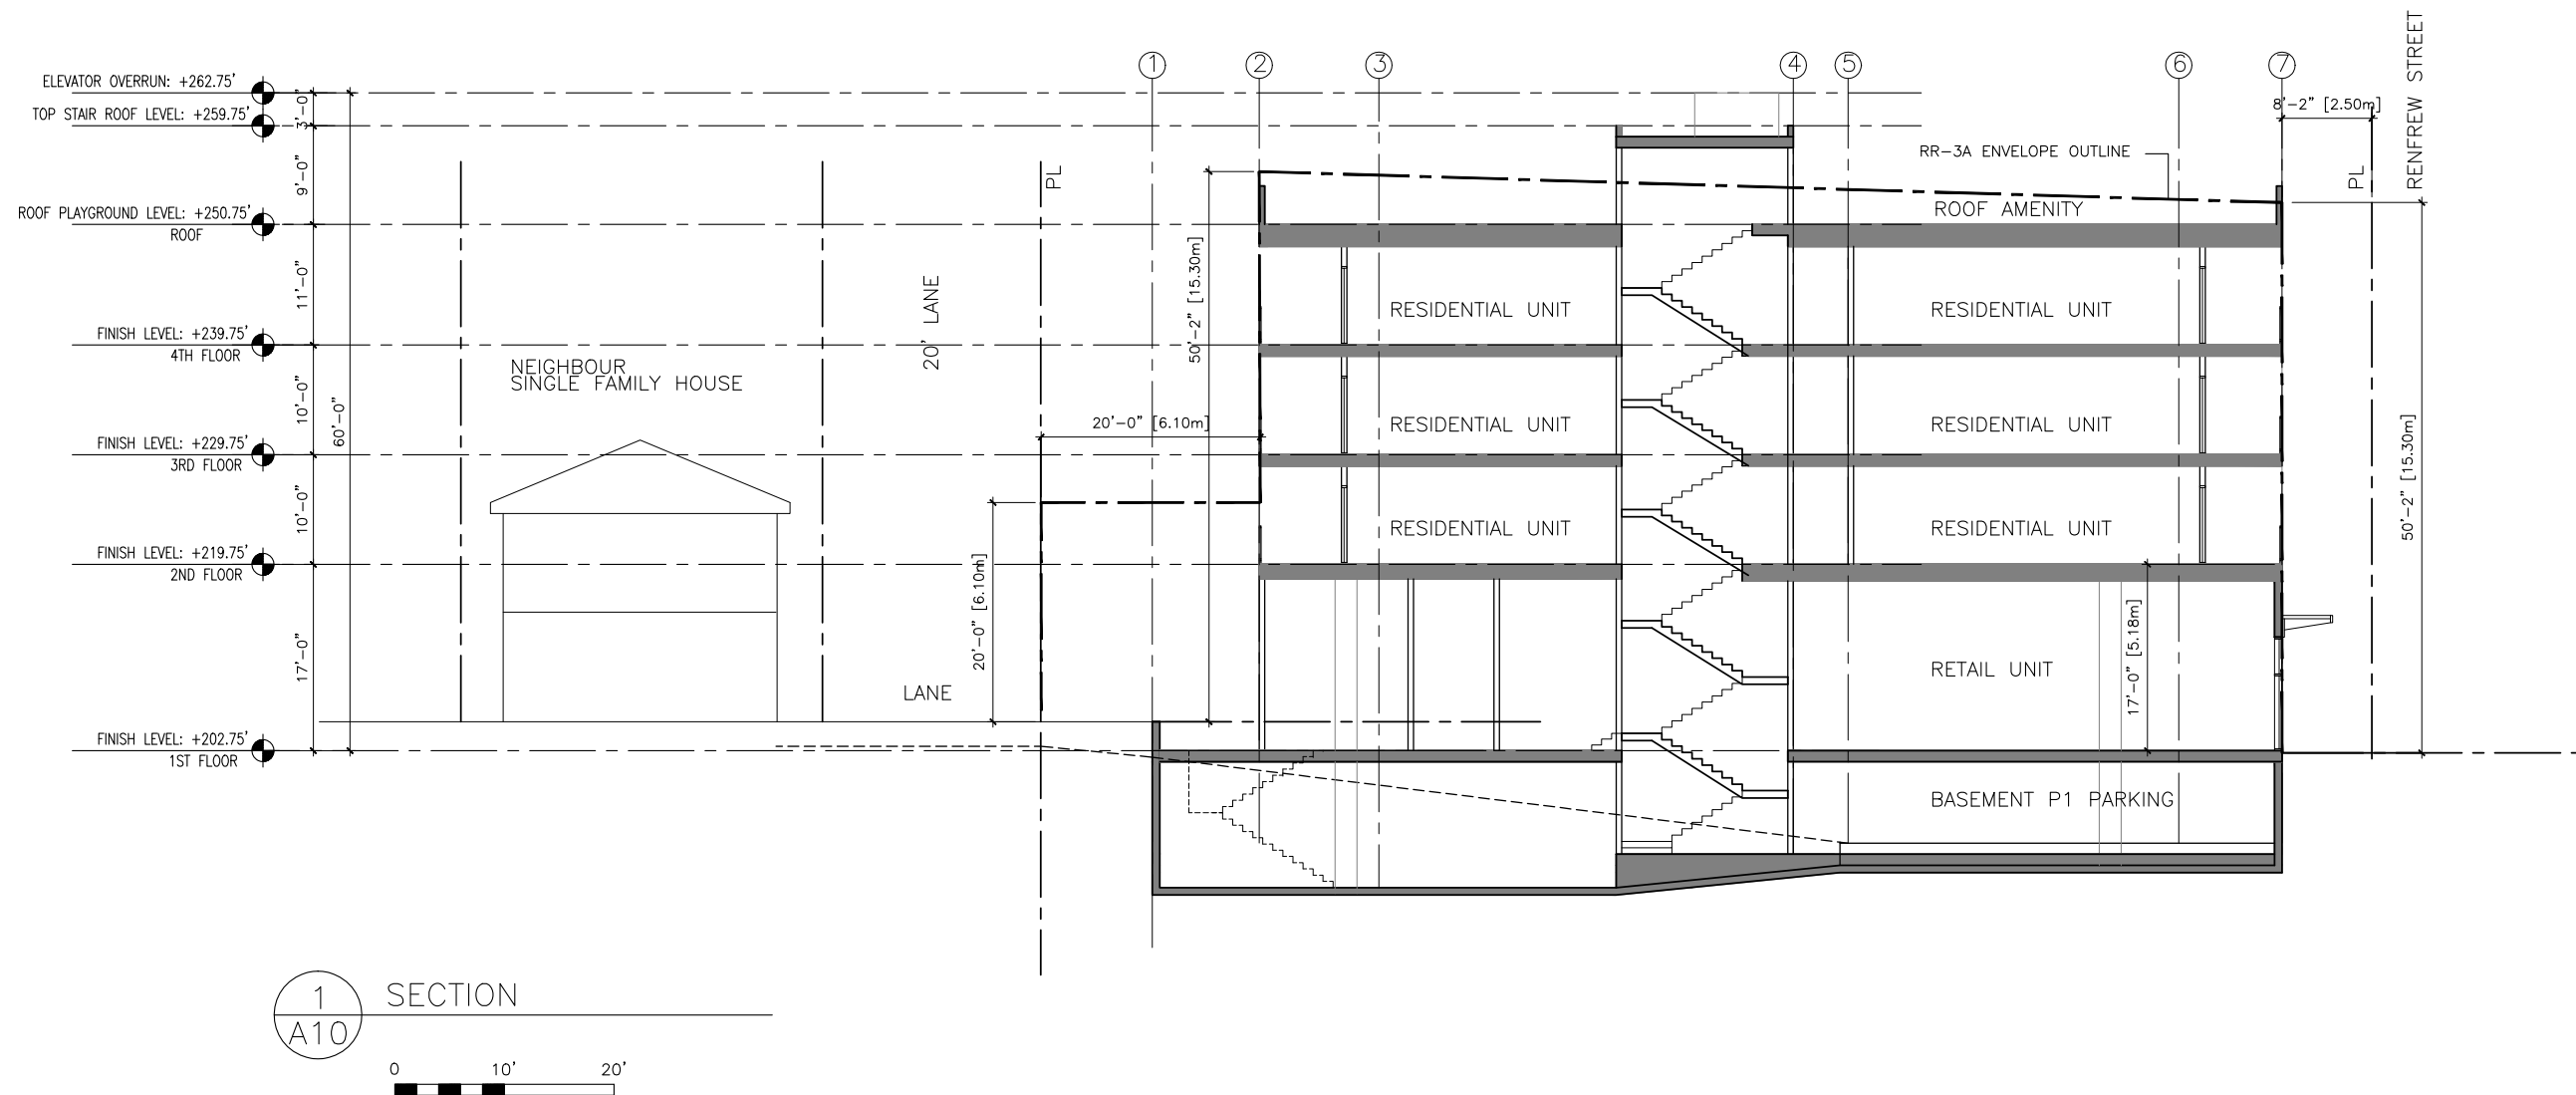 ELEVATOR OVERRUN: +262.75'
TOP STAIR ROOF LEVEL: +259.75'
ROOF PLAYGROUND LEVEL: +250.75'
ROOF
FINISH LEVEL: +239.75'
4TH FLOOR
FINISH LEVEL: +229.75'
3RD FLOOR
FINISH LEVEL: +219.75'
2ND FLOOR
FINISH LEVEL: +202.75'
1ST FLOOR
3'-0"
9'-0"
11'-0"
10'-0"
10'-0"
17'-0"
60'-0"
NEIGHBOUR
SINGLE FAMILY HOUSE
20' LANE
LANE
PL
20'-0" [6.10m]
20'-0" [6.10m]
50'-2" [15.30m]
1
2
3
4
5
6
7
8'-2" [2.50m]
RENFREW STREET
PL
RR-3A ENVELOPE OUTLINE
ROOF AMENITY
RESIDENTIAL UNIT
RESIDENTIAL UNIT
RESIDENTIAL UNIT
RESIDENTIAL UNIT
RESIDENTIAL UNIT
RESIDENTIAL UNIT
RETAIL UNIT
17'-0" [5.18m]
50'-2" [15.30m]
BASEMENT P1 PARKING
1
A10
SECTION
0
10'
20'